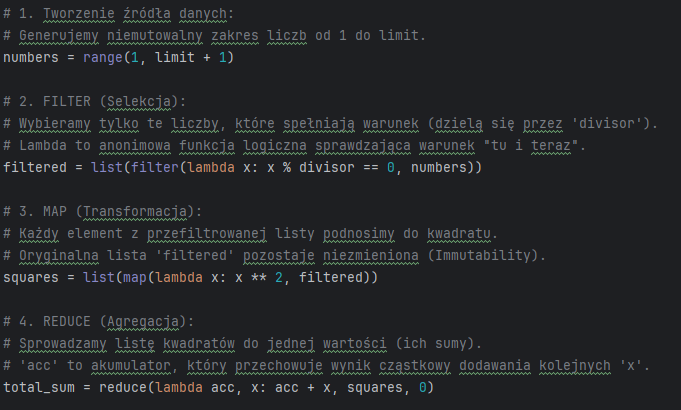 # 1. Tworzenie źródła danych:
# Generujemy niemutowalny zakres liczb od 1 do limit.
numbers = range(1, limit + 1)
# 2. FILTER (Selekcja):
# Wybieramy tylko te liczby, które spełniają warunek (dzielą się przez 'divisor').
# Lambda to anonimowa funkcja logiczna sprawdzająca warunek "tu i teraz".
filtered = list(filter(lambda x: x % divisor == 0, numbers))
# 3. MAP (Transformacja):
# Każdy element z przefiltrowanej listy podnosimy do kwadratu.
# Oryginalna lista 'filtered' pozostaje niezmieniona (Immutability).
squares = list(map(lambda x: x ** 2, filtered))
# 4. REDUCE (Agregacja):
# Sprowadzamy listę kwadratów do jednej wartości (ich sumy).
# 'acc' to akumulator, który przechowuje wynik cząstkowy dodawania kolejnych 'x'.
total_sum = reduce(lambda acc, x: acc + x, squares, 0)